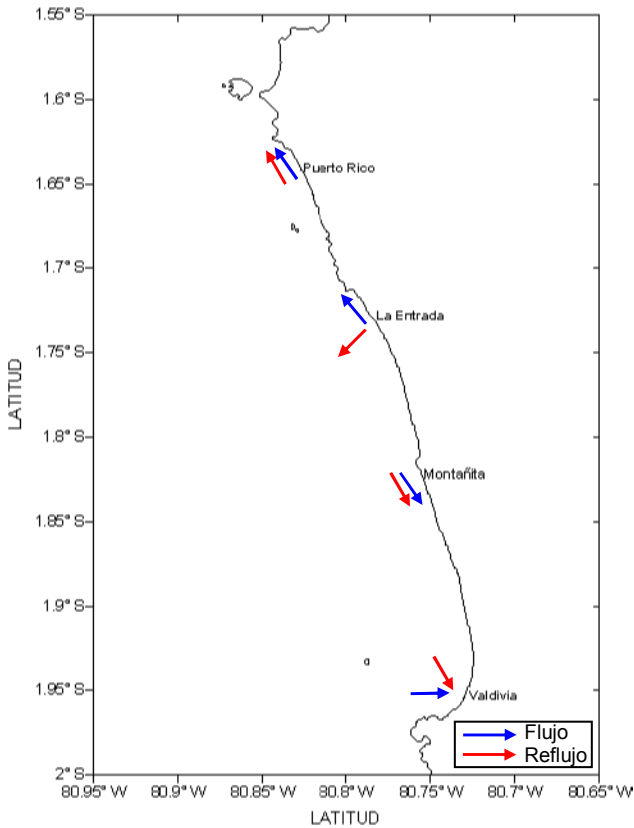 1.55° S
1.6° S
1.65° S
1.7° S
1.75° S
1.8° S
1.85° S
1.9° S
1.95° S
2° S
LATITUD
Puerto Rico
La Entrada
Montañita
Valdivia
Flujo
Reflujo
80.95° W 80.9° W 80.85° W 80.8° W 80.75° W 80.7° W 80.65° W
LATITUD